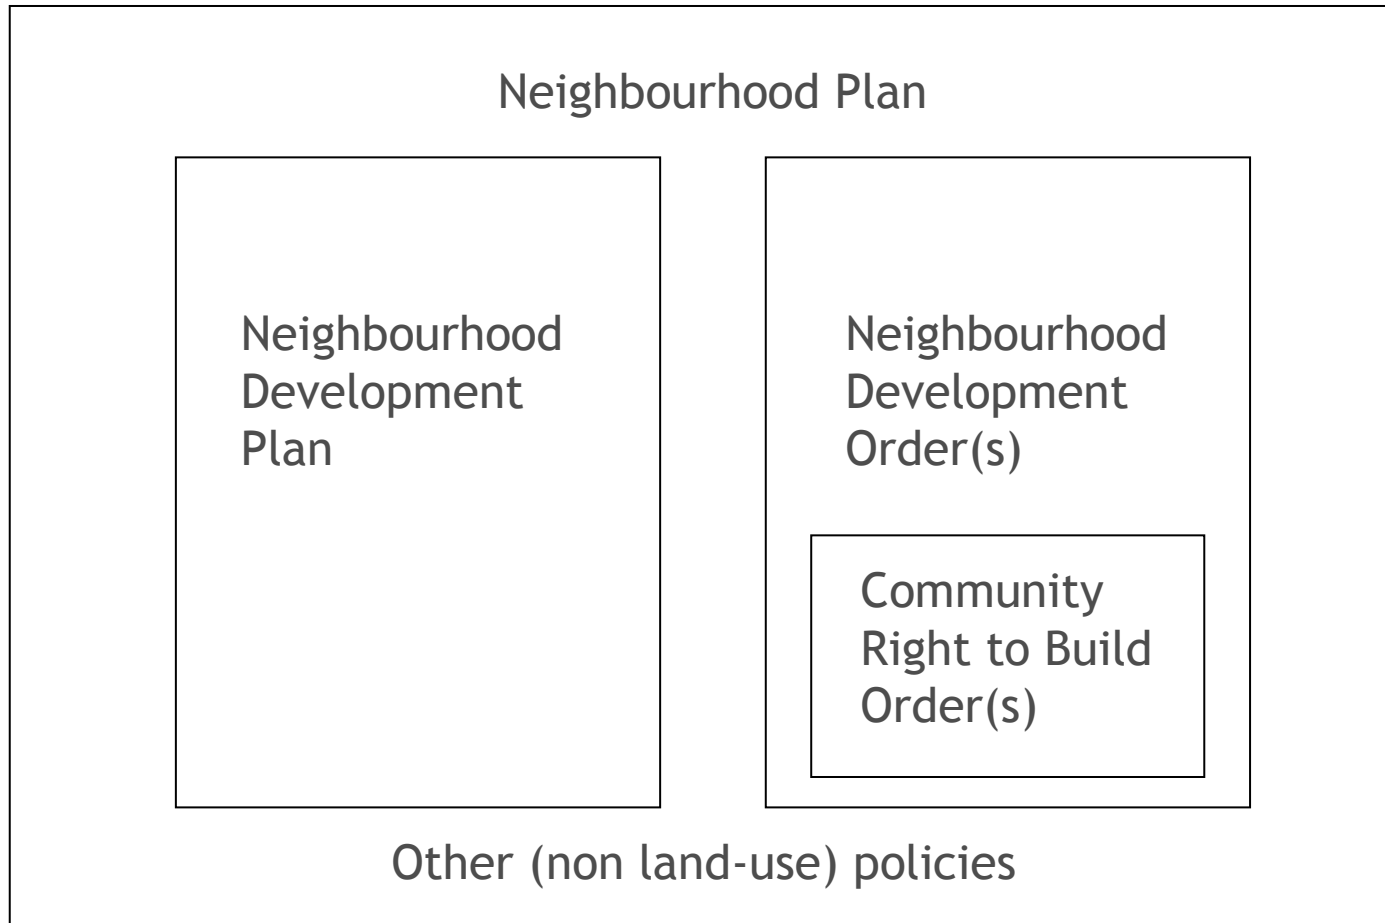 Neighbourhood Plan
Neighbourhood
Development
Plan
Neighbourhood
Development
Order(s)
Community
Right to Build
Order(s)
Other (non land-use) policies